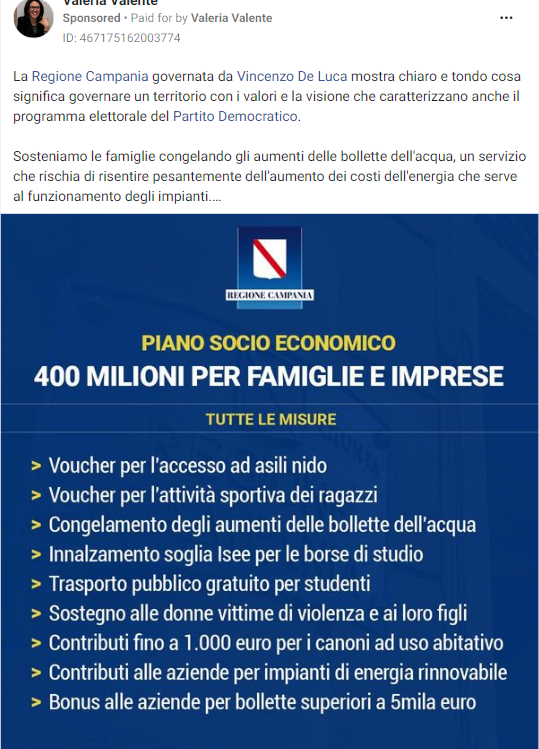 Valeria Valente
Sponsored • Paid for by Valeria Valente
ID: 467175162003774
La Regione Campania governata da Vincenzo De Luca mostra chiaro e tondo cosa
significa governare un territorio con i valori e la visione che caratterizzano anche il
programma elettorale del Partito Democratico.
Sosteniamo le famiglie congelando gli aumenti delle bollette dell'acqua, un servizio
che rischia di risentire pesantemente dell'aumento dei costi dell'energia che serve
al funzionamento degli impianti....
REGIONE CAMPANIA
PIANO SOCIO ECONOMICO
400 MILIONI PER FAMIGLIE E IMPRESE
TUTTE LE MISURE
> Voucher per l'accesso ad asili nido
> Voucher per l'attività sportiva dei ragazzi
> Congelamento degli aumenti delle bollette dell'acqua
> Innalzamento soglia Isee per le borse di studio
> Trasporto pubblico gratuito per studenti
> Sostegno alle donne vittime di violenza e ai loro figli
> Contributi fino a 1.000 euro per i canoni ad uso abitativo
> Contributi alle aziende per impianti di energia rinnovabile
> Bonus alle aziende per bollette superiori a 5mila euro